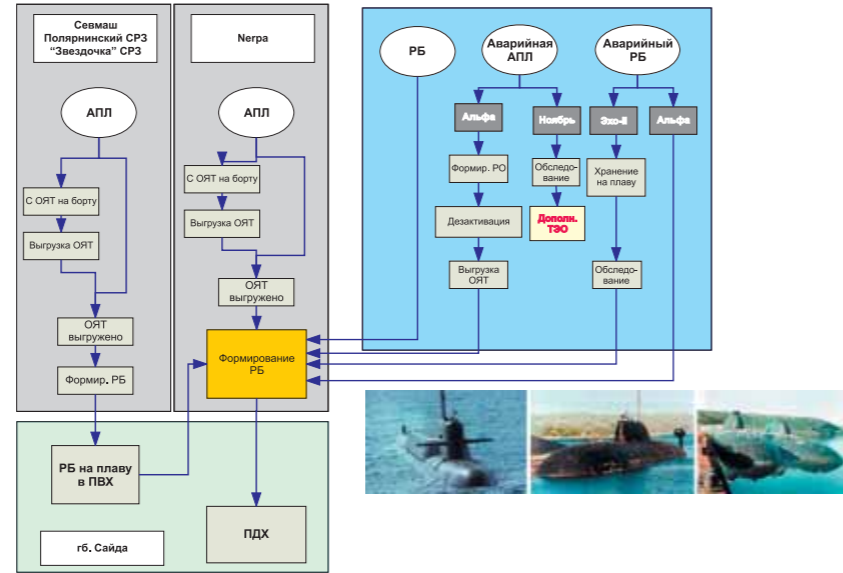 Севмаш
Полярнинский СРЗ
“Звездочка” СРЗ
АПЛ
С ОЯТ на борту
Выгрузка ОЯТ
ОЯТ
выгружено
Формир. РБ
Nerpa
АПЛ
С ОЯТ на борту
Выгрузка ОЯТ
ОЯТ
выгружено
Формирование
РБ
РБ
Аварийная
АПЛ
Аварийный
РБ
Альфа
Ноябрь
Эхо-II
Альфа
Формир. РО
Обследо-
вание
Хранение
на плаву
Дезактивация
Дополн.
ТЭО
Выгрузка
ОЯТ
Обследо-
вание
РБ на плаву
в ПВХ
ПДХ
гб. Сайда